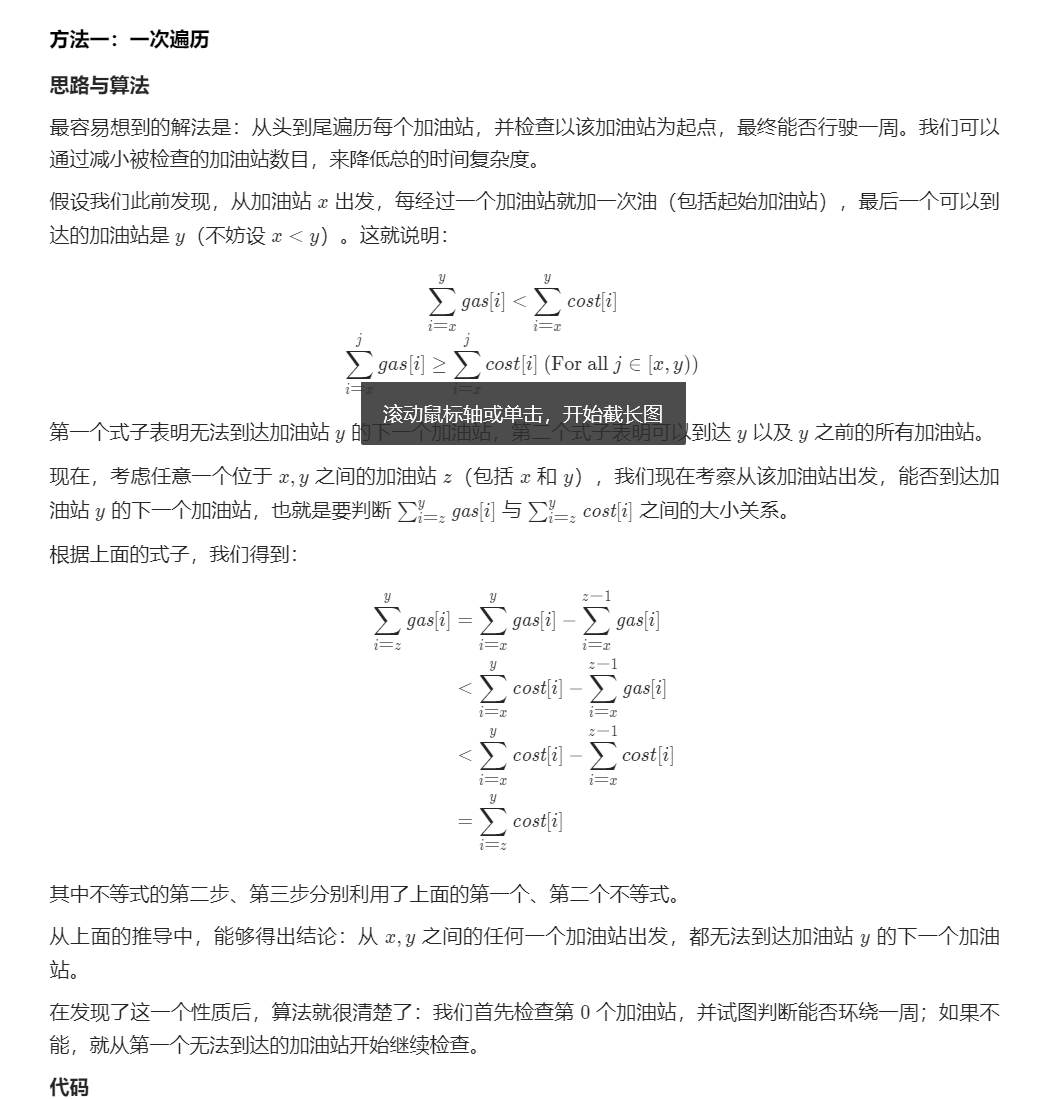 方法一：一次遍历
思路与算法
最容易想到的解法是：从头到尾遍历每个加油站，并检查以该加油站为起点，最终能否行驶一周。我们可以
通过减小被检查的加油站数目，来降低总的时间复杂度。
假设我们此前发现，从加油站 x 出发，每经过一个加油站就加一次油（包括起始加油站），最后一个可以到
达的加油站是 y（不妨设 x < y）。这就说明：
\sum_{i=x}^{y} gas[i] < \sum_{i=x}^{y} cost[i]
\sum_{i=x}^{j} gas[i] ≥ \sum_{i=x}^{j} cost[i] (For all j ∈ [x, y))
滚动鼠标轴或单击，开始截长图
第一个式子表明无法到达加油站 y 的下一个加油站，第二个式子表明可以到达 y 以及 y 之前的所有加油站。
现在，考虑任意一个位于 x, y 之间的加油站 z（包括 x 和 y），我们现在考察从该加油站出发，能否到达加
油站 y 的下一个加油站，也就是要判断 \sum_{i=z}^{y} gas[i] 与 \sum_{i=z}^{y} cost[i] 之间的大小关系。
根据上面的式子，我们得到：
\sum_{i=z}^{y} gas[i] = \sum_{i=x}^{y} gas[i] − \sum_{i=x}^{z−1} gas[i]
< \sum_{i=x}^{y} cost[i] − \sum_{i=x}^{z−1} gas[i]
< \sum_{i=x}^{y} cost[i] − \sum_{i=x}^{z−1} cost[i]
= \sum_{i=z}^{y} cost[i]
其中不等式的第二步、第三步分别利用了上面的第一个、第二个不等式。
从上面的推导中，能够得出结论：从 x, y 之间的任何一个加油站出发，都无法到达加油站 y 的下一个加油
站。
在发现了这一个性质后，算法就很清楚了：我们首先检查第 0 个加油站，并试图判断能否环绕一周；如果不
能，就从第一个无法到达的加油站开始继续检查。
代码